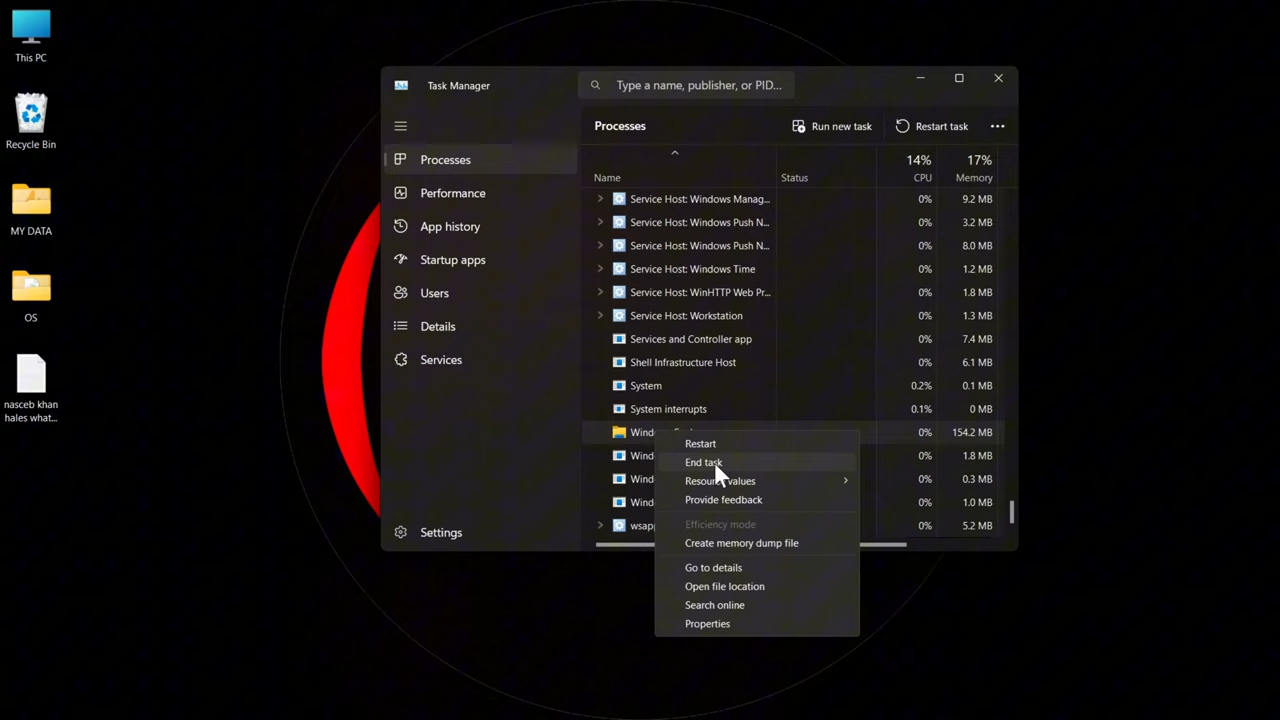 This PC
Recycle Bin
MY DATA
OS
nasceb khan
hales what...
Task Manager
Type a name, publisher, or PID...
Processes
Run new task
Restart task
Processes
Performance
App history
Startup apps
Users
Details
Services
Settings
14% 17%
Name Status CPU Memory
Service Host: Windows Manag... 0% 9.2 MB
Service Host: Windows Push N... 0% 3.2 MB
Service Host: Windows Push N... 0% 8.0 MB
Service Host: Windows Time 0% 1.2 MB
Service Host: WinHTTP Web Pr... 0% 1.8 MB
Service Host: Workstation 0% 1.3 MB
Services and Controller app 0% 7.4 MB
Shell Infrastructure Host 0% 6.1 MB
System 0.2% 0.1 MB
System interrupts 0.1% 0 MB
0% 154.2 MB
Wind 0% 1.8 MB
Wind 0% 0.3 MB
Wind 0% 1.0 MB
wsapp 0% 5.2 MB
Restart
End task
values
Provide feedback
Efficiency mode
Create memory dump file
Go to details
Open file location
Search online
Properties